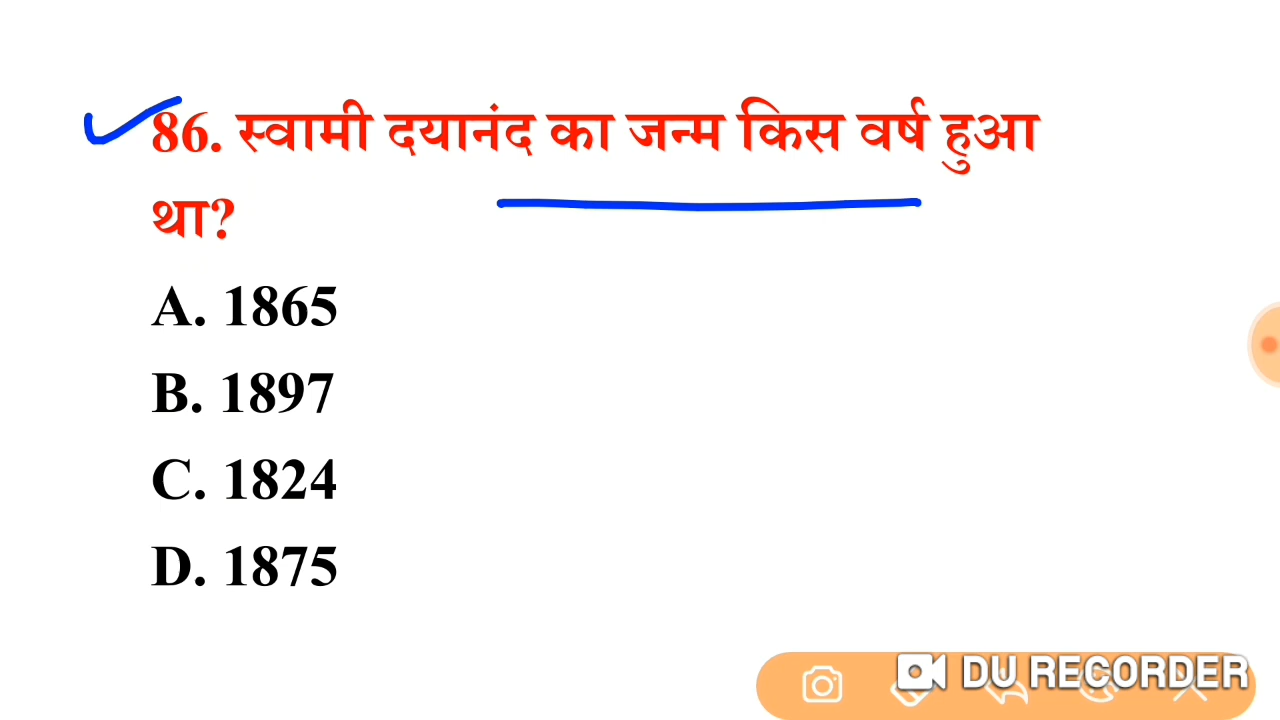 86. स्वामी दयानंद का जन्म किस वर्ष हुआ
था?
A. 1865
B. 1897
C. 1824
D. 1875
DU RECORDER